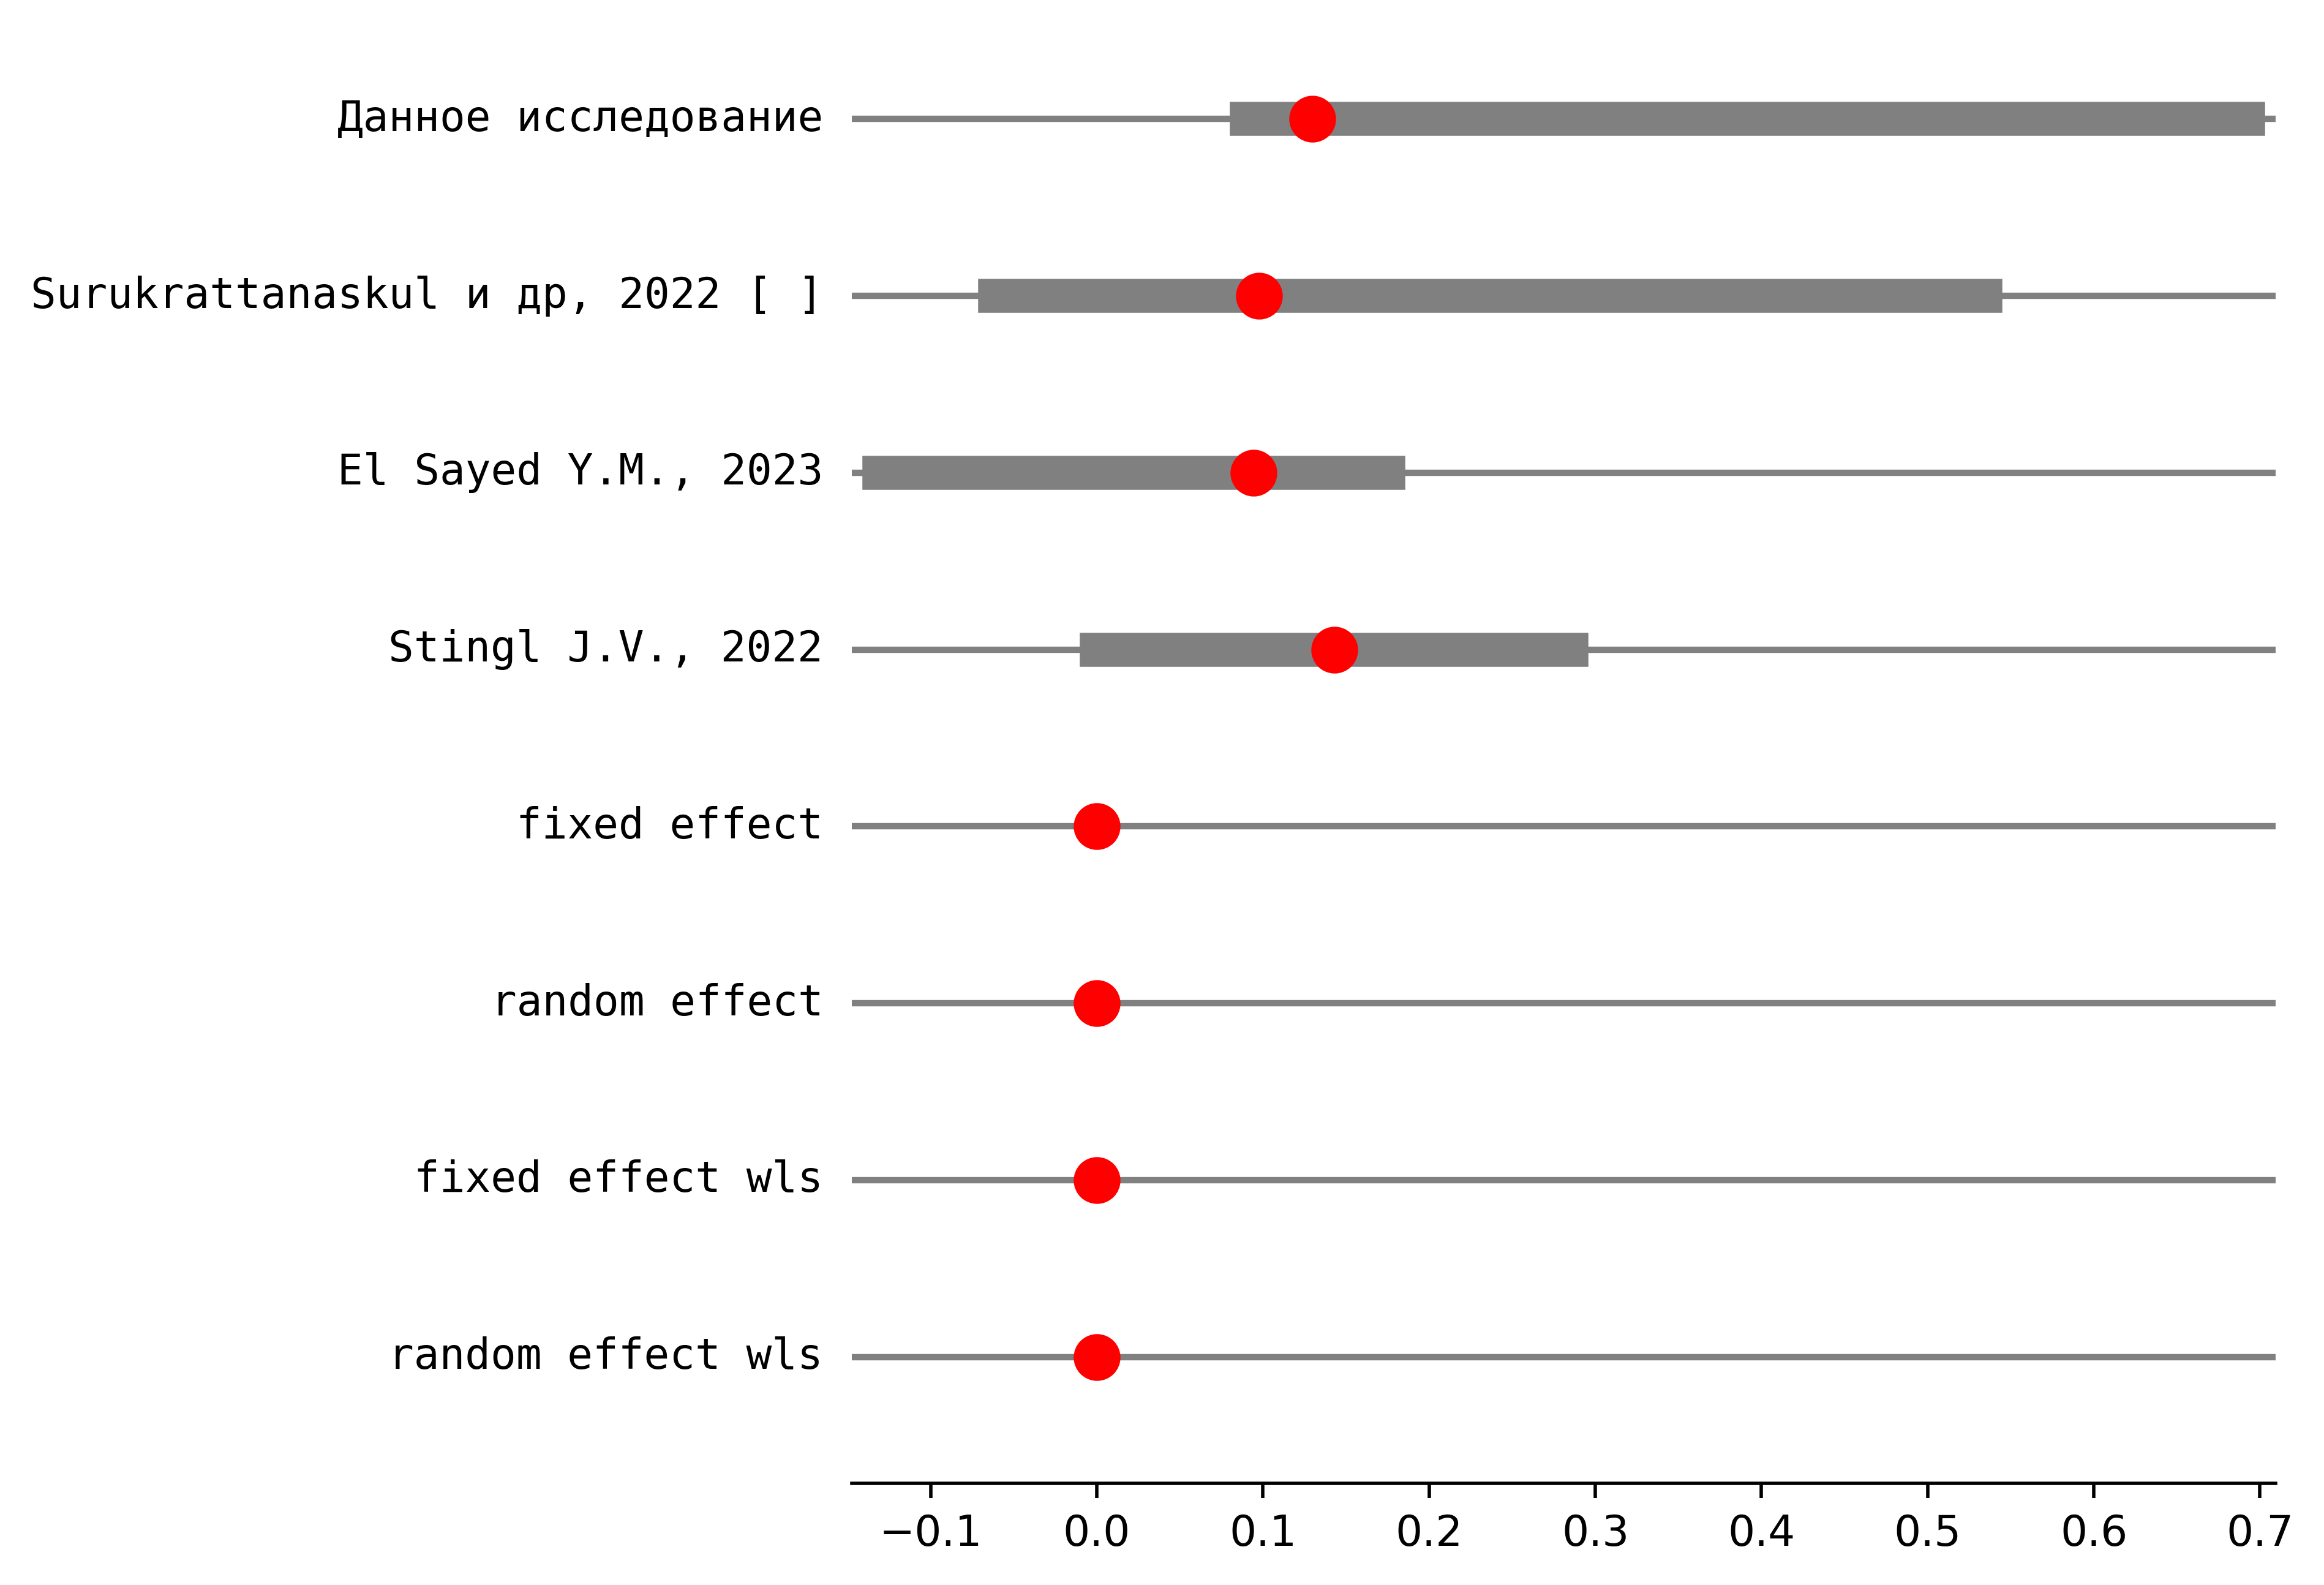 Данное исследование
Surukrattanaskul и др, 2022 [ ]
El Sayed Y.M., 2023
Stingl J.V., 2022
fixed effect
random effect
fixed effect wls
random effect wls
−0.1 0.0 0.1 0.2 0.3 0.4 0.5 0.6 0.7